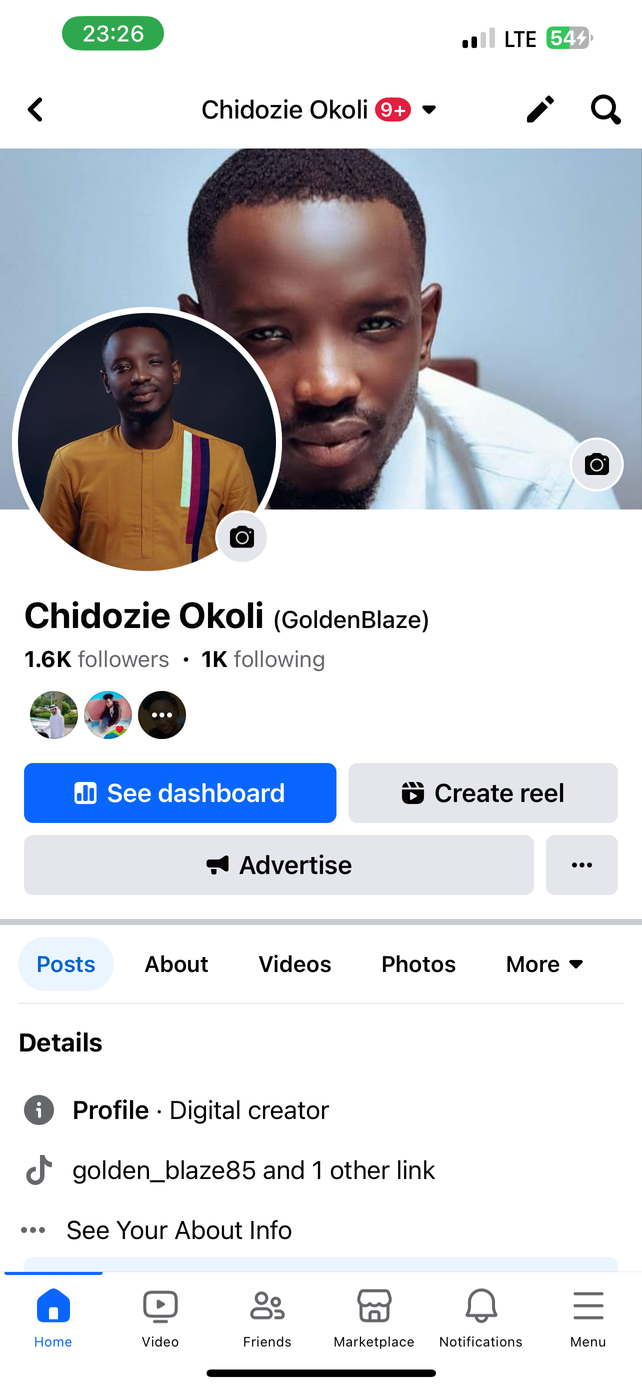 23:26
LTE 54
Chidozie Okoli 9+
Chidozie Okoli (GoldenBlaze)
1.6K followers • 1K following
See dashboard
Create reel
Advertise
Posts About Videos Photos More
Details
Profile · Digital creator
golden_blaze85 and 1 other link
See Your About Info
Home Video Friends Marketplace Notifications Menu